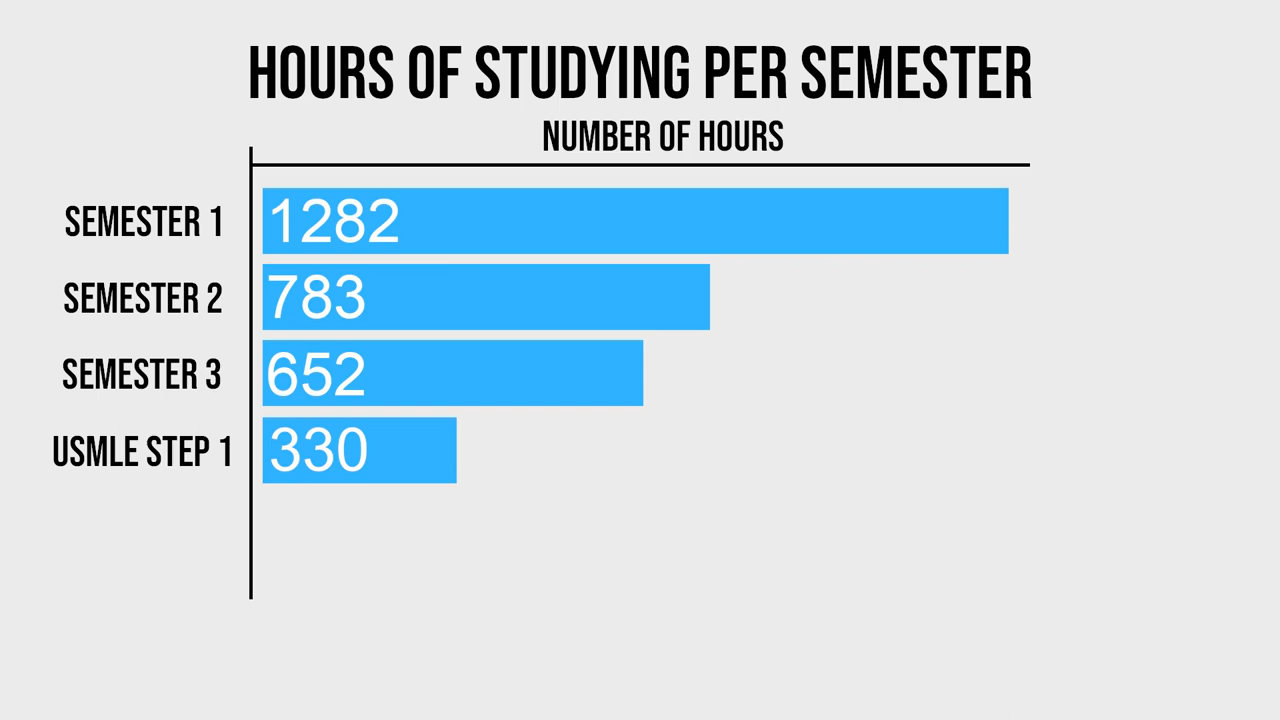 HOURS OF STUDYING PER SEMESTER
NUMBER OF HOURS
SEMESTER 1 1282
SEMESTER 2 783
SEMESTER 3 652
USMLE STEP 1 330